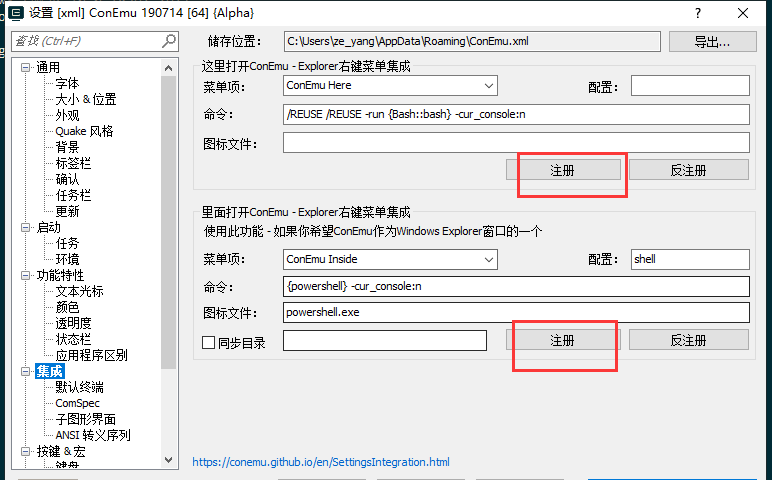 设置 [xml] ConEmu 190714 [64] {Alpha}
查找 (Ctrl+F)
储存位置：
C:\Users\ze_yang\AppData\Roaming\ConEmu.xml
导出...
通用
字体
大小 & 位置
外观
Quake 风格
背景
标签栏
确认
任务栏
更新
启动
任务
环境
功能特性
文本光标
颜色
透明度
状态栏
应用程序区别
集成
默认终端
ComSpec
子图形界面
ANSI 转义序列
按键 & 宏
键盘
这里打开ConEmu - Explorer右键菜单集成
菜单项： ConEmu Here 配置：
命令： /REUSE /REUSE -run {Bash::bash} -cur_console:n
图标文件：
注册 反注册
里面打开ConEmu - Explorer右键菜单集成
使用此功能 - 如果你希望ConEmu作为Windows Explorer窗口的一个
菜单项： ConEmu Inside 配置： shell
命令： {powershell} -cur_console:n
图标文件： powershell.exe
同步目录 注册 反注册
https://conemu.github.io/en/SettingsIntegration.html